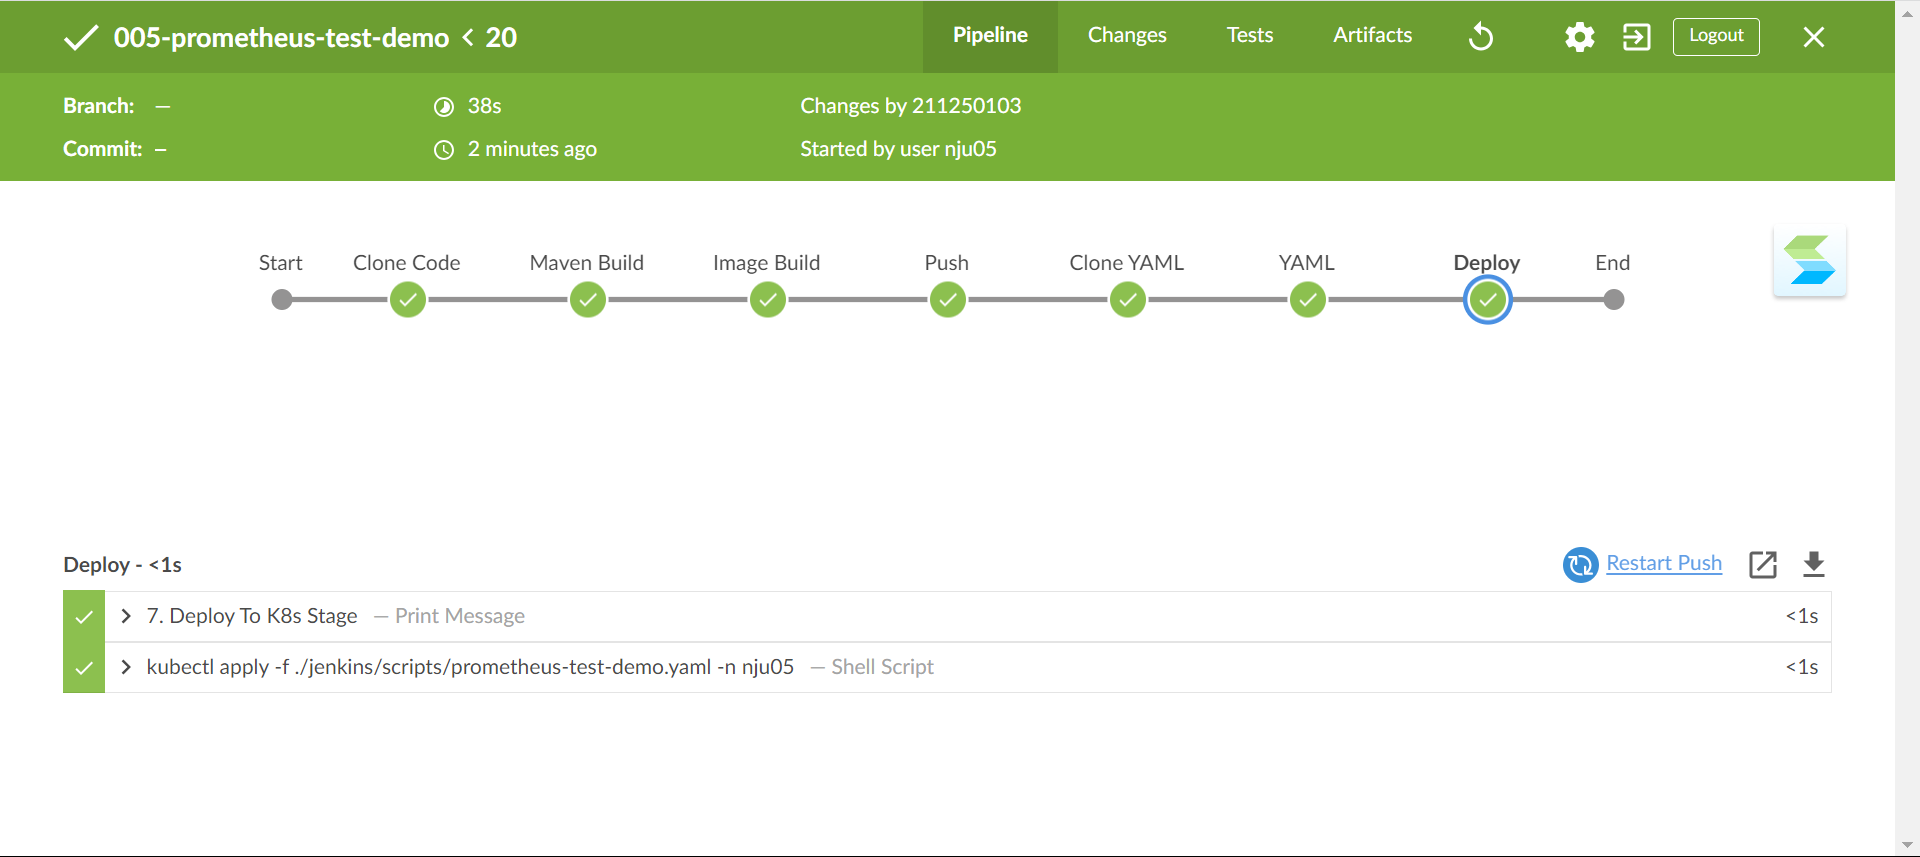 005-prometheus-test-demo < 20
Pipeline Changes Tests Artifacts Logout
Branch: — 38s Changes by 211250103
Commit: – 2 minutes ago Started by user nju05
Start Clone Code Maven Build Image Build Push Clone YAML YAML Deploy End
Deploy - <1s Restart Push
7. Deploy To K8s Stage — Print Message <1s
kubectl apply -f ./jenkins/scripts/prometheus-test-demo.yaml -n nju05 — Shell Script <1s